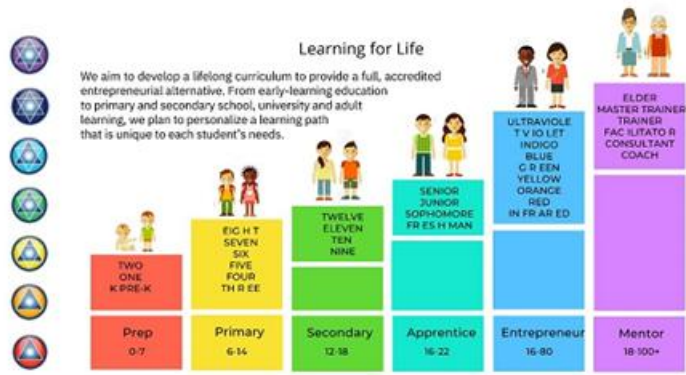 Learning for Life
We aim to develop a lifelong curriculum to provide a full, accredited
entrepreneurial alternative. From early-learning education
to primary and secondary school, university and adult
learning, we plan to personalize a learning path
that is unique to each student's needs.
TWO
ONE
K PRE-K
Prep
0-7
EIG H T
SEVEN
SIX
FIVE
FOUR
TH R EE
Primary
6-14
TWELVE
ELEVEN
TEN
NINE
Secondary
12-18
SENIOR
JUNIOR
SOPHOMORE
FR ES H MAN
Apprentice
16-22
ULTRAVIOLE
T V IO LET
INDIGO
BLUE
G R EEN
YELLOW
ORANGE
RED
IN FR AR ED
Entrepreneur
16-80
ELDER
MASTER TRAINER
TRAINER
FAC ILITATO R
CONSULTANT
COACH
Mentor
18-100+